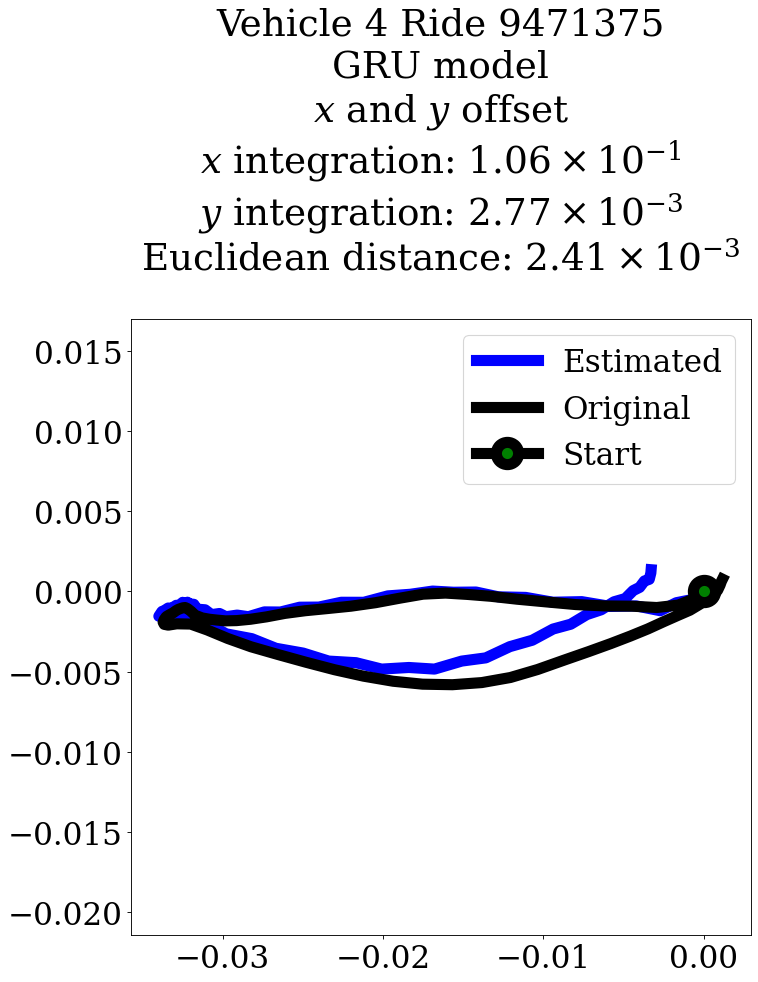 Vehicle 4 Ride 9471375
GRU model
x and y offset
x integration: 1.06 × 10⁻¹
y integration: 2.77 × 10⁻³
Euclidean distance: 2.41 × 10⁻³
Estimated
Original
Start
0.015
0.010
0.005
0.000
−0.005
−0.010
−0.015
−0.020
−0.03 −0.02 −0.01 0.00